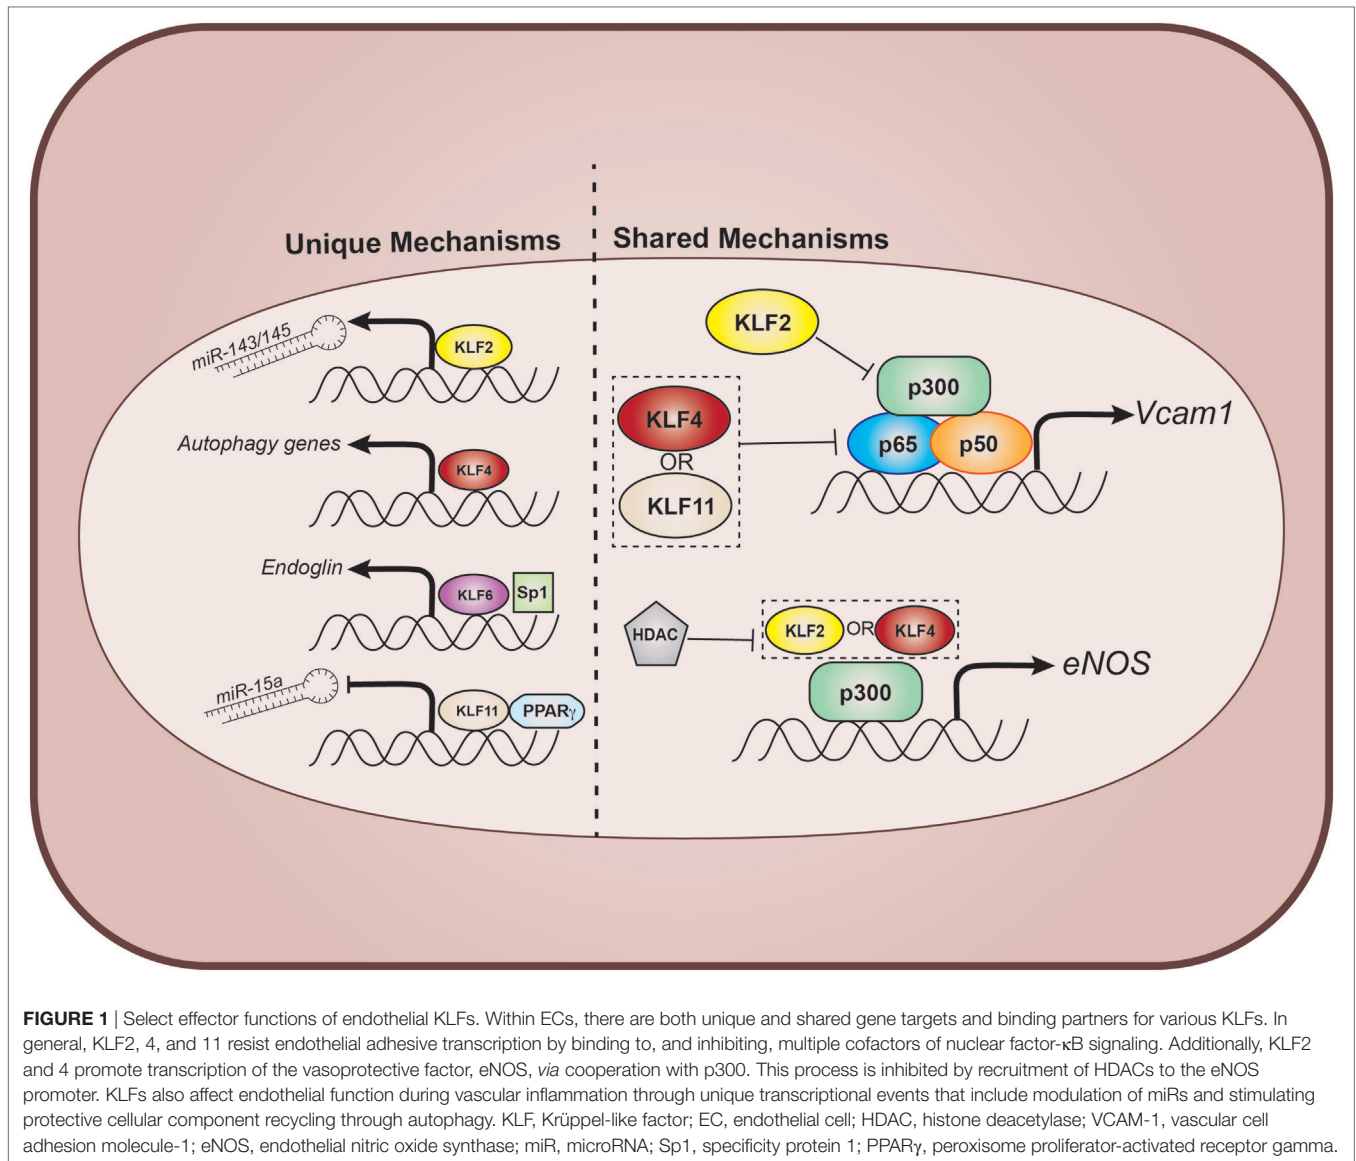 Unique Mechanisms
miR-143/145
KLF2
Autophagy genes
KLF4
Endoglin
KLF6
Sp1
miR-15a
KLF11
PPARγ
Shared Mechanisms
KLF2
p300
KLF4
OR
KLF11
p65
p50
Vcam1
HDAC
KLF2
OR
KLF4
p300
eNOS
FIGURE 1 | Select effector functions of endothelial KLFs. Within ECs, there are both unique and shared gene targets and binding partners for various KLFs. In
general, KLF2, 4, and 11 resist endothelial adhesive transcription by binding to, and inhibiting, multiple cofactors of nuclear factor-κB signaling. Additionally, KLF2
and 4 promote transcription of the vasoprotective factor, eNOS, via cooperation with p300. This process is inhibited by recruitment of HDACs to the eNOS
promoter. KLFs also affect endothelial function during vascular inflammation through unique transcriptional events that include modulation of miRs and stimulating
protective cellular component recycling through autophagy. KLF, Krüppel-like factor; EC, endothelial cell; HDAC, histone deacetylase; VCAM-1, vascular cell
adhesion molecule-1; eNOS, endothelial nitric oxide synthase; miR, microRNA; Sp1, specificity protein 1; PPARγ, peroxisome proliferator-activated receptor gamma.